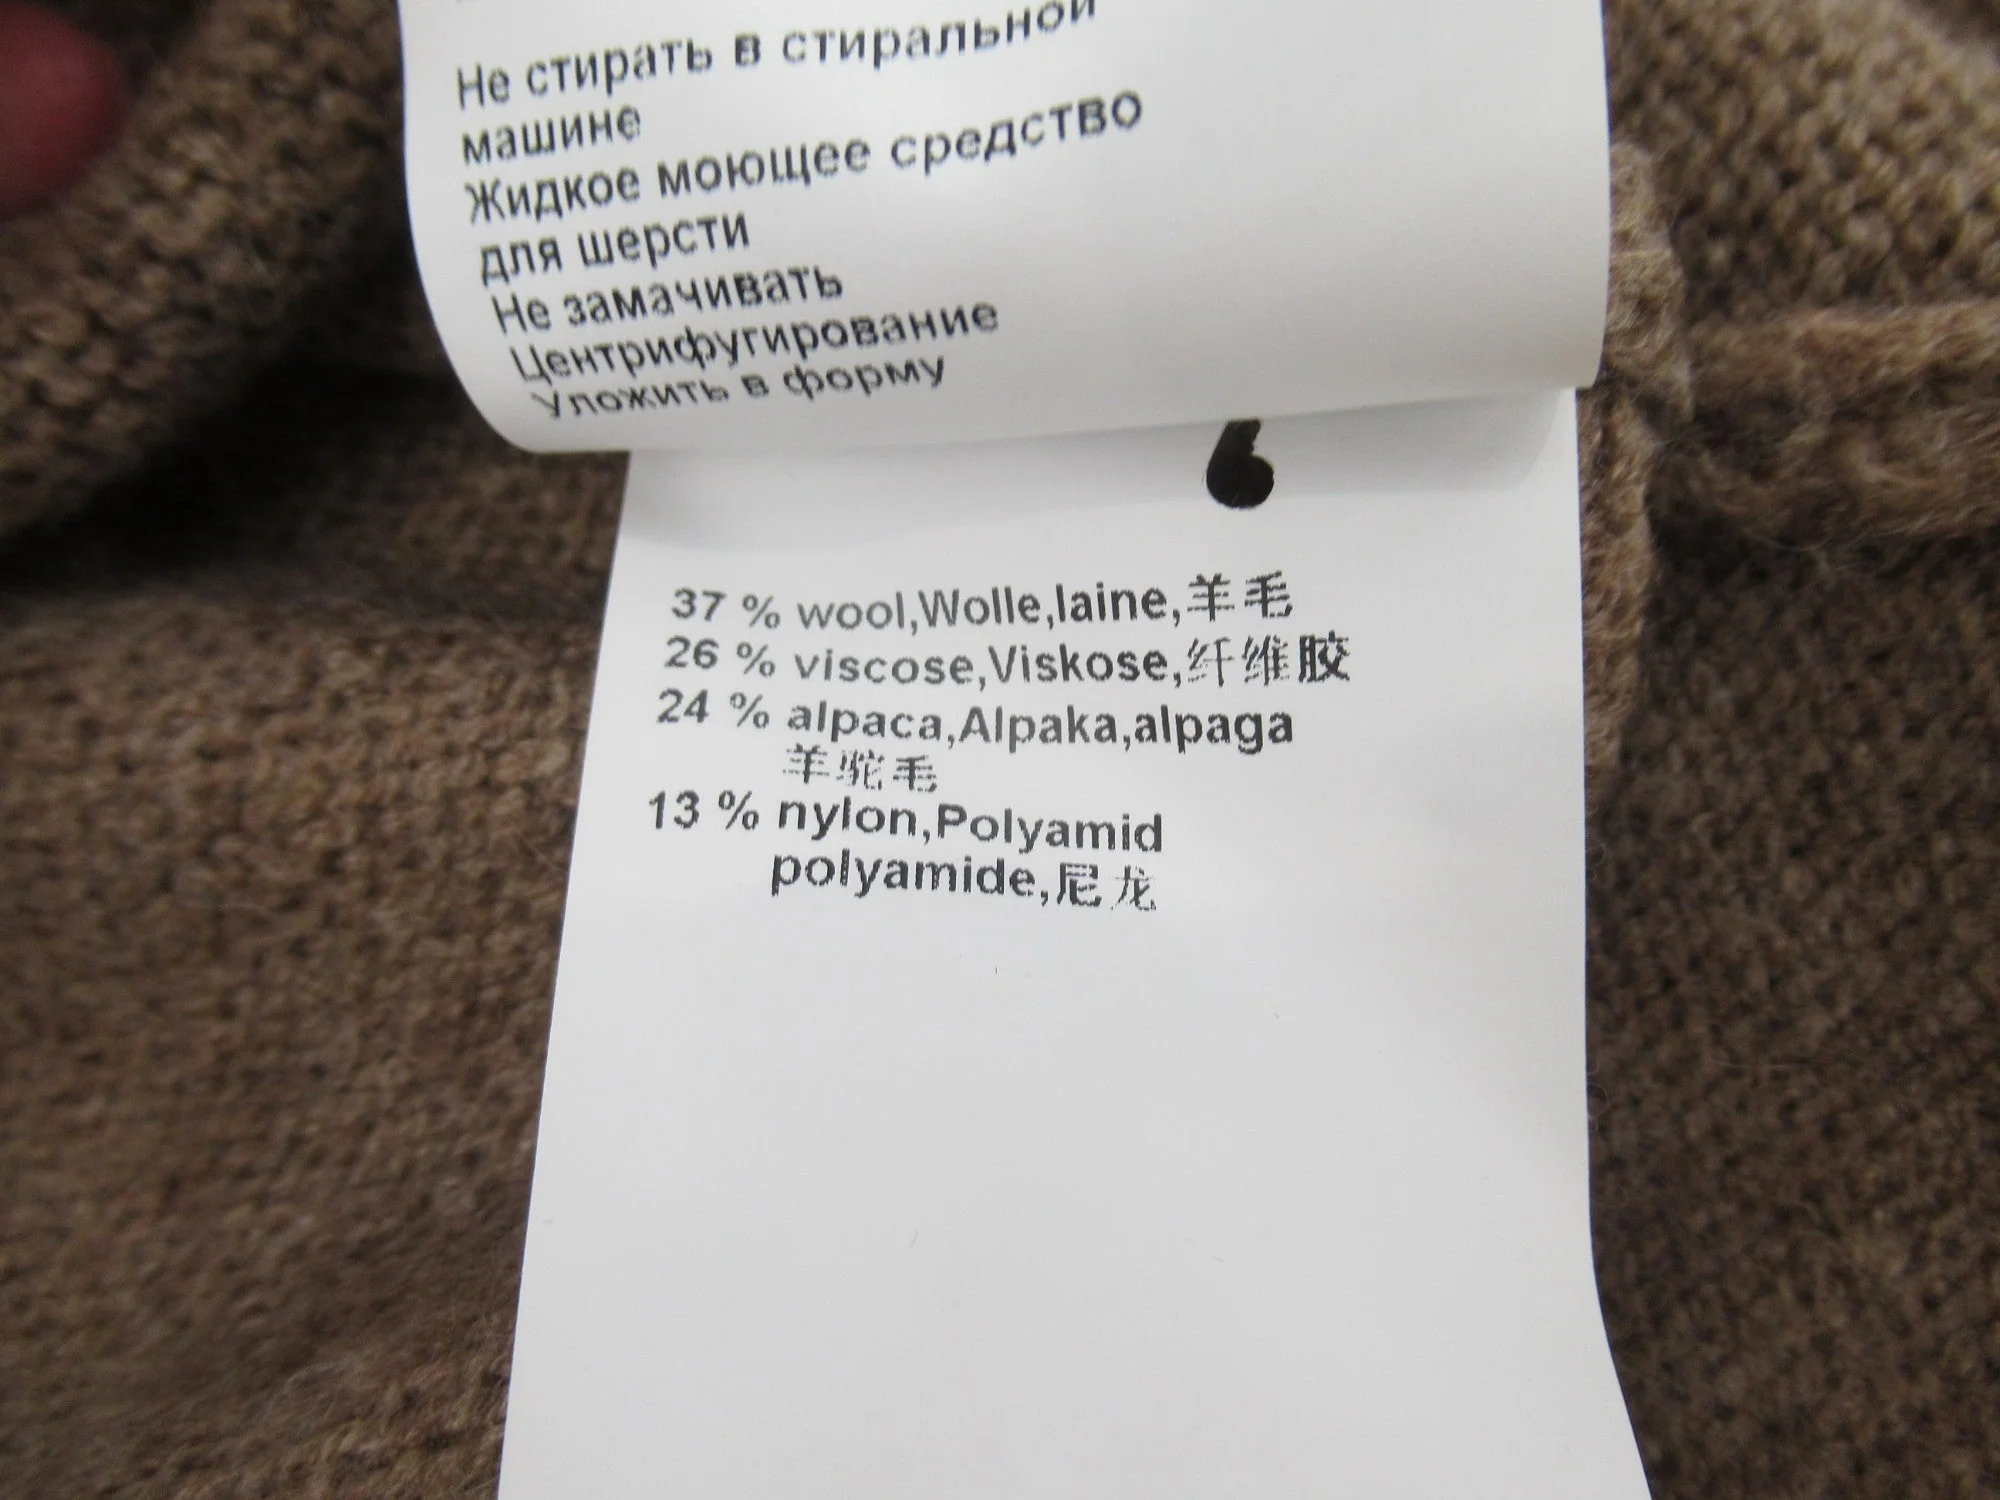 Не стирать в стиральной
машине
Жидкое моющее средство
для шерсти
Не замачивать
Центрифугирование
Уложить в форму
37 % wool,Wolle,laine,羊毛
26 % viscose,Viskose,纤维胶
24 % alpaca,Alpaka,alpaga
羊驼毛
13 % nylon,Polyamid
polyamide,尼龙